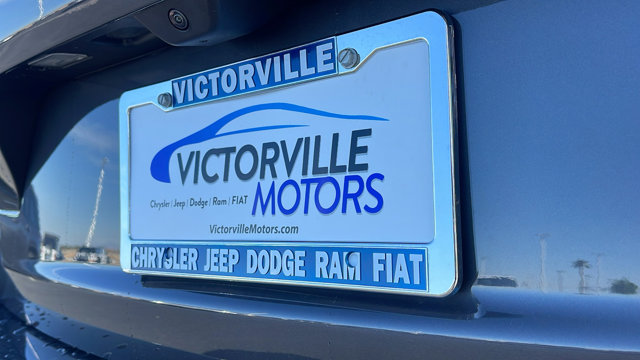 VICTORVILLE
VICTORVILLE
MOTORS
Chrysler | Jeep | Dodge | Ram | FIAT
VictorvilleMotors.com
CHRYSLER JEEP DODGE RAM FIAT